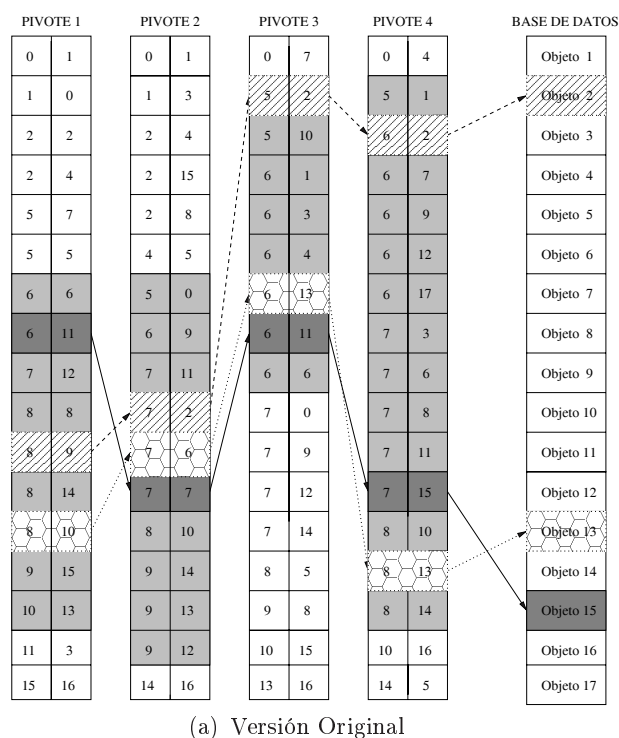 PIVOTE 1 PIVOTE 2 PIVOTE 3 PIVOTE 4 BASE DE DATOS
0 1 0 1 0 7 0 4 Objeto 1
1 0 1 3 5 2 5 1 Objeto 2
2 2 2 4 5 10 6 2 Objeto 3
2 4 2 15 6 1 6 7 Objeto 4
5 7 2 8 6 3 6 9 Objeto 5
5 5 4 5 6 4 6 12 Objeto 6
6 6 5 0 6 13 6 17 Objeto 7
6 11 6 9 6 11 7 3 Objeto 8
7 12 7 11 6 6 7 6 Objeto 9
8 8 7 2 7 0 7 8 Objeto 10
8 9 7 6 7 9 7 11 Objeto 11
8 14 7 7 7 12 7 15 Objeto 12
8 10 8 10 7 14 8 10 Objeto 13
9 15 9 14 8 5 8 13 Objeto 14
10 13 9 13 9 8 8 14 Objeto 15
11 3 9 12 10 15 10 16 Objeto 16
15 16 14 16 13 16 14 5 Objeto 17
(a) Versión Original